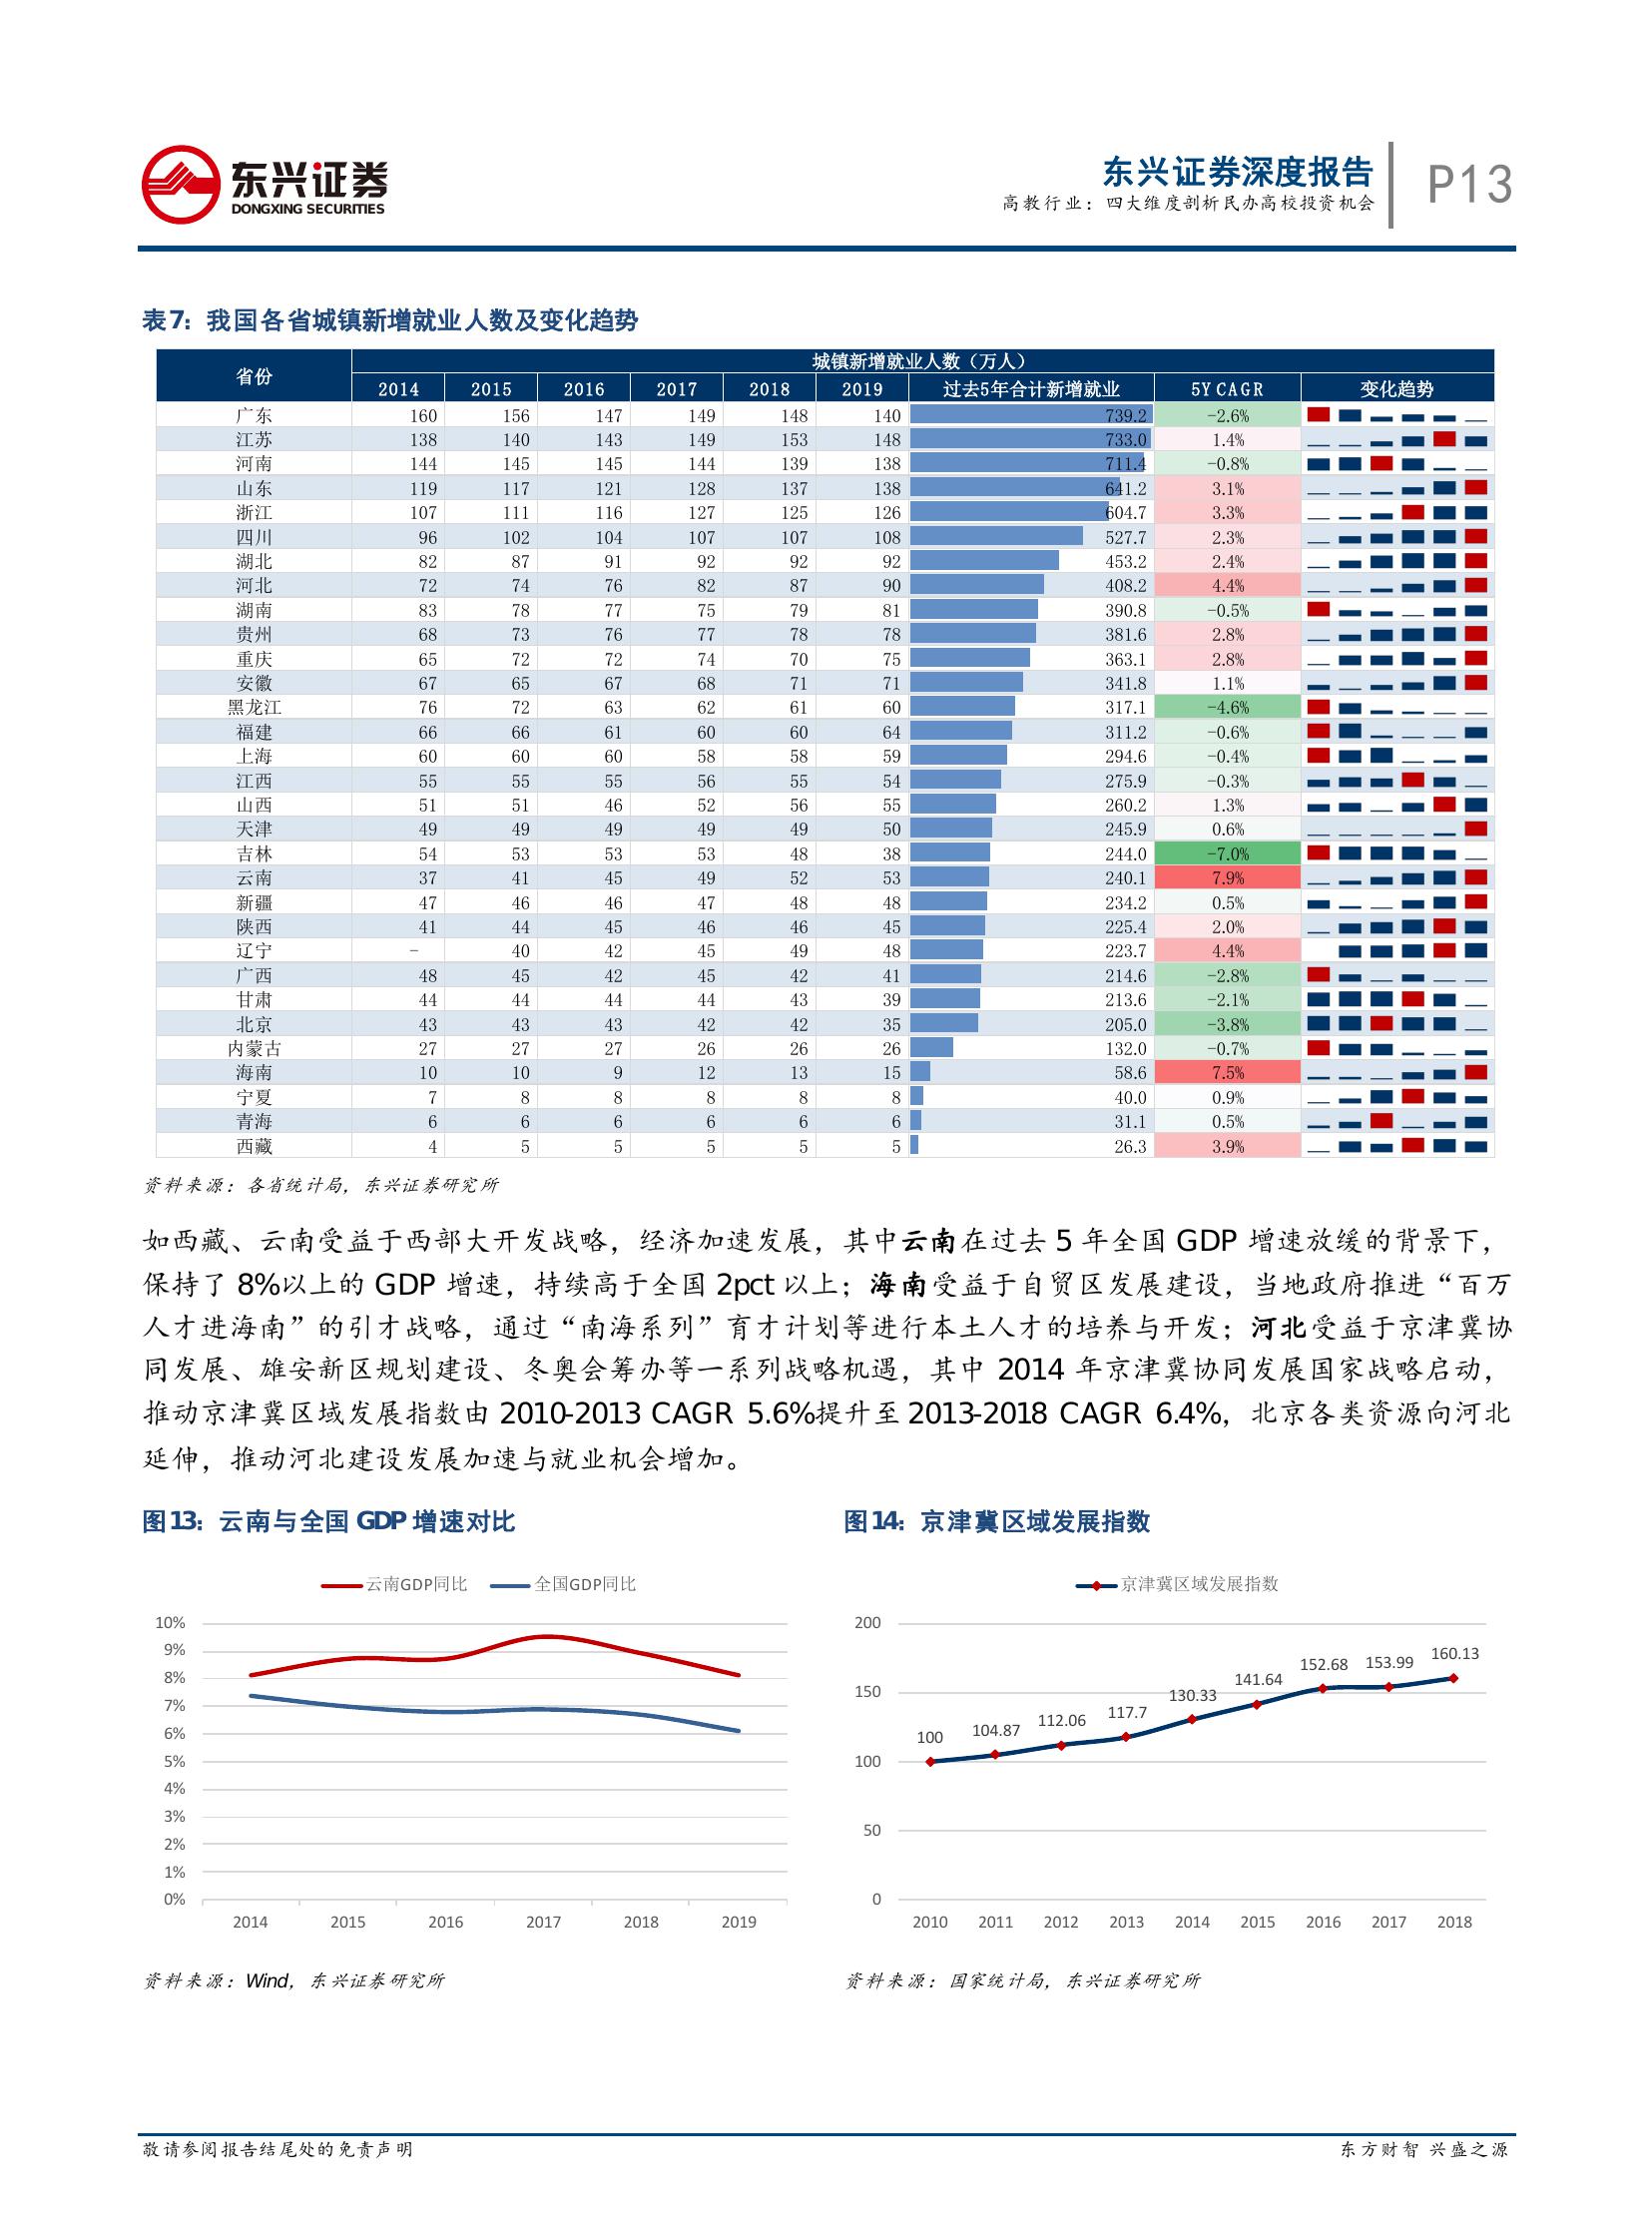 东兴证券
DONGXING SECURITIES
东兴证券深度报告
高教行业：四大维度剖析民办高校投资机会
P13
表7：我国各省城镇新增就业人数及变化趋势
省份 城镇新增就业人数（万人）
2014 2015 2016 2017 2018 2019 过去5年合计新增就业 5Y CAGR 变化趋势
广东 160 156 147 149 148 140 739.2 -2.6%
江苏 138 140 143 149 153 148 733.0 1.4%
河南 144 145 145 144 139 138 711.4 -0.8%
山东 119 117 121 128 137 138 641.2 3.1%
浙江 107 111 116 127 125 126 604.7 3.3%
四川 96 102 104 107 107 108 527.7 2.3%
湖北 82 87 91 92 92 92 453.2 2.4%
河北 72 74 76 82 87 90 408.2 4.4%
湖南 83 78 77 75 79 81 390.8 -0.5%
贵州 68 73 76 77 78 78 381.6 2.8%
重庆 65 72 72 74 70 75 363.1 2.8%
安徽 67 65 67 68 71 71 341.8 1.1%
黑龙江 76 72 63 62 61 60 317.1 -4.6%
福建 66 66 61 60 60 64 311.2 -0.6%
上海 60 60 60 58 58 59 294.6 -0.4%
江西 55 55 55 56 55 54 275.9 -0.3%
山西 51 51 46 52 56 55 260.2 1.3%
天津 49 49 49 49 49 50 245.9 0.6%
吉林 54 53 53 53 48 38 244.0 -7.0%
云南 37 41 45 49 52 53 240.1 7.9%
新疆 47 46 46 47 48 48 234.2 0.5%
陕西 41 44 45 46 46 45 225.4 2.0%
辽宁 - 40 42 45 49 48 223.7 4.4%
广西 48 45 42 45 42 41 214.6 -2.8%
甘肃 44 44 44 44 43 39 213.6 -2.1%
北京 43 43 43 42 42 35 205.0 -3.8%
内蒙古 27 27 27 26 26 26 132.0 -0.7%
海南 10 10 9 12 13 15 58.6 7.5%
宁夏 7 8 8 8 8 8 40.0 0.9%
青海 6 6 6 6 6 6 31.1 0.5%
西藏 4 5 5 5 5 5 26.3 3.9%
资料来源：各省统计局，东兴证券研究所
如西藏、云南受益于西部大开发战略，经济加速发展，其中云南在过去 5 年全国 GDP 增速放缓的背景下，
保持了 8%以上的 GDP 增速，持续高于全国 2pct 以上；海南受益于自贸区发展建设，当地政府推进“百万
人才进海南”的引才战略，通过“南海系列”育才计划等进行本土人才的培养与开发；河北受益于京津冀协
同发展、雄安新区规划建设、冬奥会筹办等一系列战略机遇，其中 2014 年京津冀协同发展国家战略启动，
推动京津冀区域发展指数由 2010-2013 CAGR 5.6%提升至 2013-2018 CAGR 6.4%，北京各类资源向河北
延伸，推动河北建设发展加速与就业机会增加。
图13：云南与全国 GDP 增速对比
云南GDP同比 全国GDP同比
10%
9%
8%
7%
6%
5%
4%
3%
2%
1%
0%
2014 2015 2016 2017 2018 2019
资料来源：Wind，东兴证券研究所
图14：京津冀区域发展指数
京津冀区域发展指数
200
150
100
50
0
100 104.87 112.06 117.7 130.33 141.64 152.68 153.99 160.13
2010 2011 2012 2013 2014 2015 2016 2017 2018
资料来源：国家统计局，东兴证券研究所
敬请参阅报告结尾处的免责声明
东方财智 兴盛之源